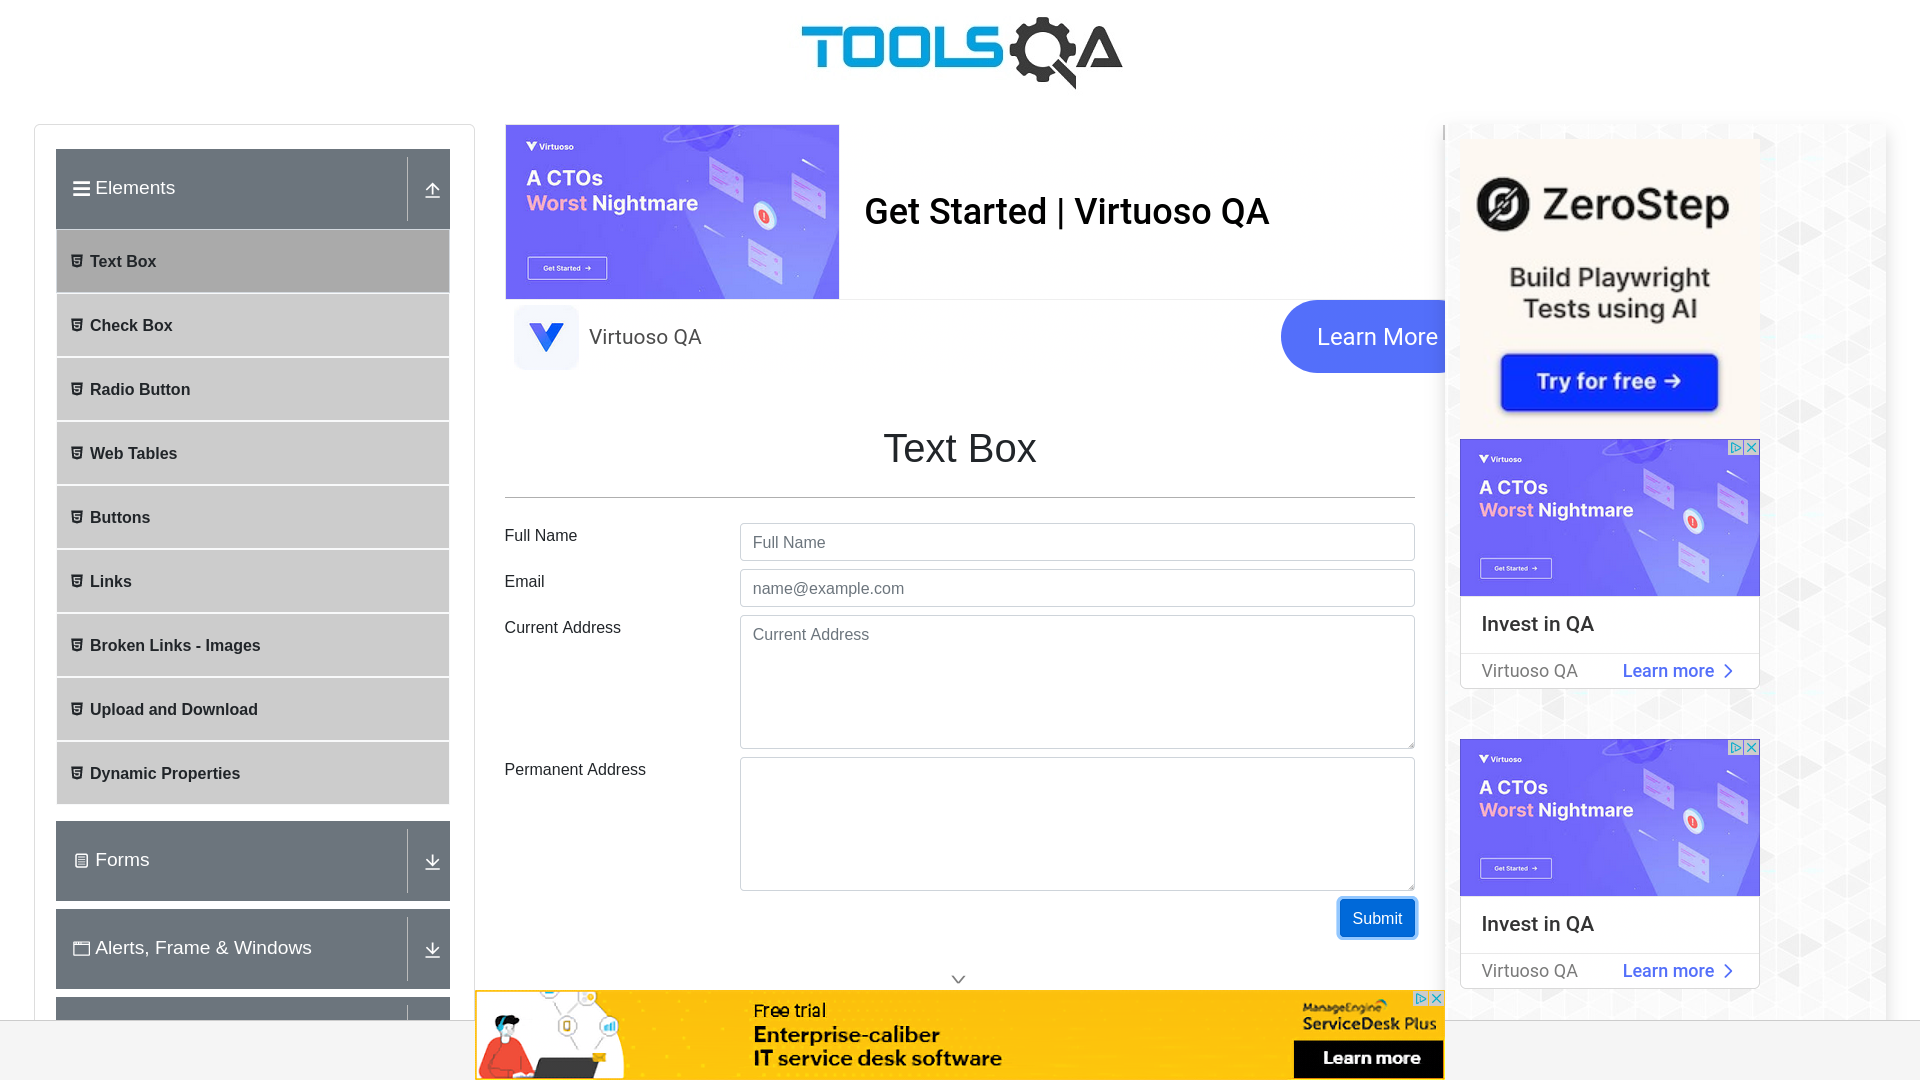 TOOLSQA
Elements
Text Box
Check Box
Radio Button
Web Tables
Buttons
Links
Broken Links - Images
Upload and Download
Dynamic Properties
Forms
Alerts, Frame & Windows
Virtuoso
A CTOs
Worst Nightmare
Get Started →
Get Started | Virtuoso QA
Virtuoso QA
Learn More
Text Box
Full Name
Full Name
Email
name@example.com
Current Address
Current Address
Permanent Address
Submit
ZeroStep
Build Playwright
Tests using AI
Try for free →
Virtuoso
A CTOs
Worst Nightmare
Get Started →
Invest in QA
Virtuoso QA
Learn more
Virtuoso
A CTOs
Worst Nightmare
Get Started →
Invest in QA
Virtuoso QA
Learn more
Free trial
Enterprise-caliber
IT service desk software
ManageEngine
ServiceDesk Plus
Learn more